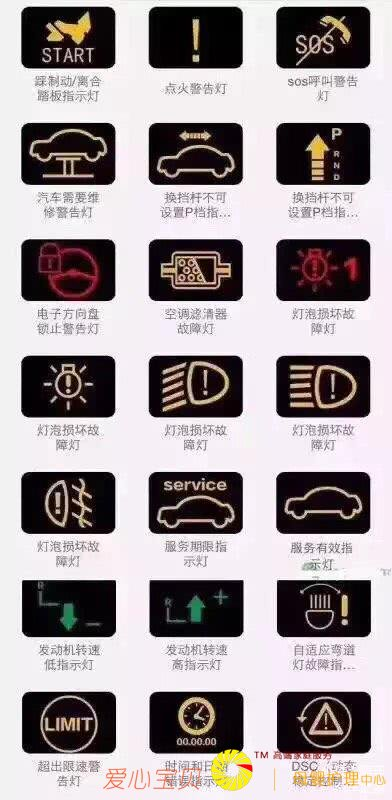 START
SOS
踩制动/离合
踏板指示灯
点火警告灯
sos呼叫警告
灯
P
R
N
D
汽车需要维
修警告灯
换挡杆不可
设置P档指...
换挡杆不可
设置P档指...
1
电子方向盘
锁止警告灯
空调滤清器
故障灯
灯泡损坏故
障灯
灯泡损坏故
障灯
灯泡损坏故
障灯
灯泡损坏故
障灯
service
灯泡损坏故
障灯
服务期限指
示灯
服务有效指
示灯
R
R
发动机转速
低指示灯
发动机转速
高指示灯
自适应弯道
灯故障指...
LIMIT
00.00.00
超出限速警
告灯
时间和日期
错误指示灯
TM 高端家庭服务
DSC（动态
爱心宝
护理中心